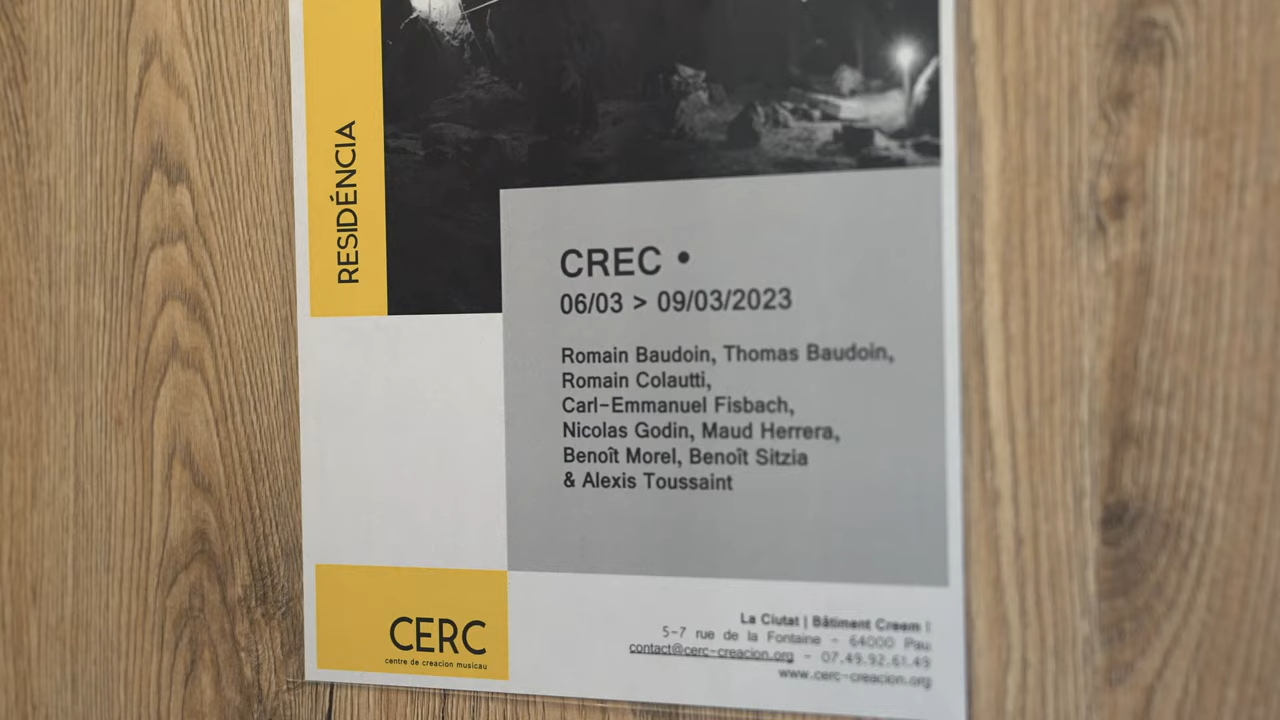 RESIDÉNCIA
CREC •
06/03 > 09/03/2023
Romain Baudoin, Thomas Baudoin,
Romain Colautti,
Carl-Emmanuel Fisbach,
Nicolas Godin, Maud Herrera,
Benoît Morel, Benoît Sitzia
& Alexis Toussaint
CERC
centre de creacion musicau
La Ciutat | Bâtiment Creem |
5-7 rue de la Fontaine - 64000 Pau
contact@cerc-creacion.org - 07.49.92.61.49
www.cerc-creacion.org